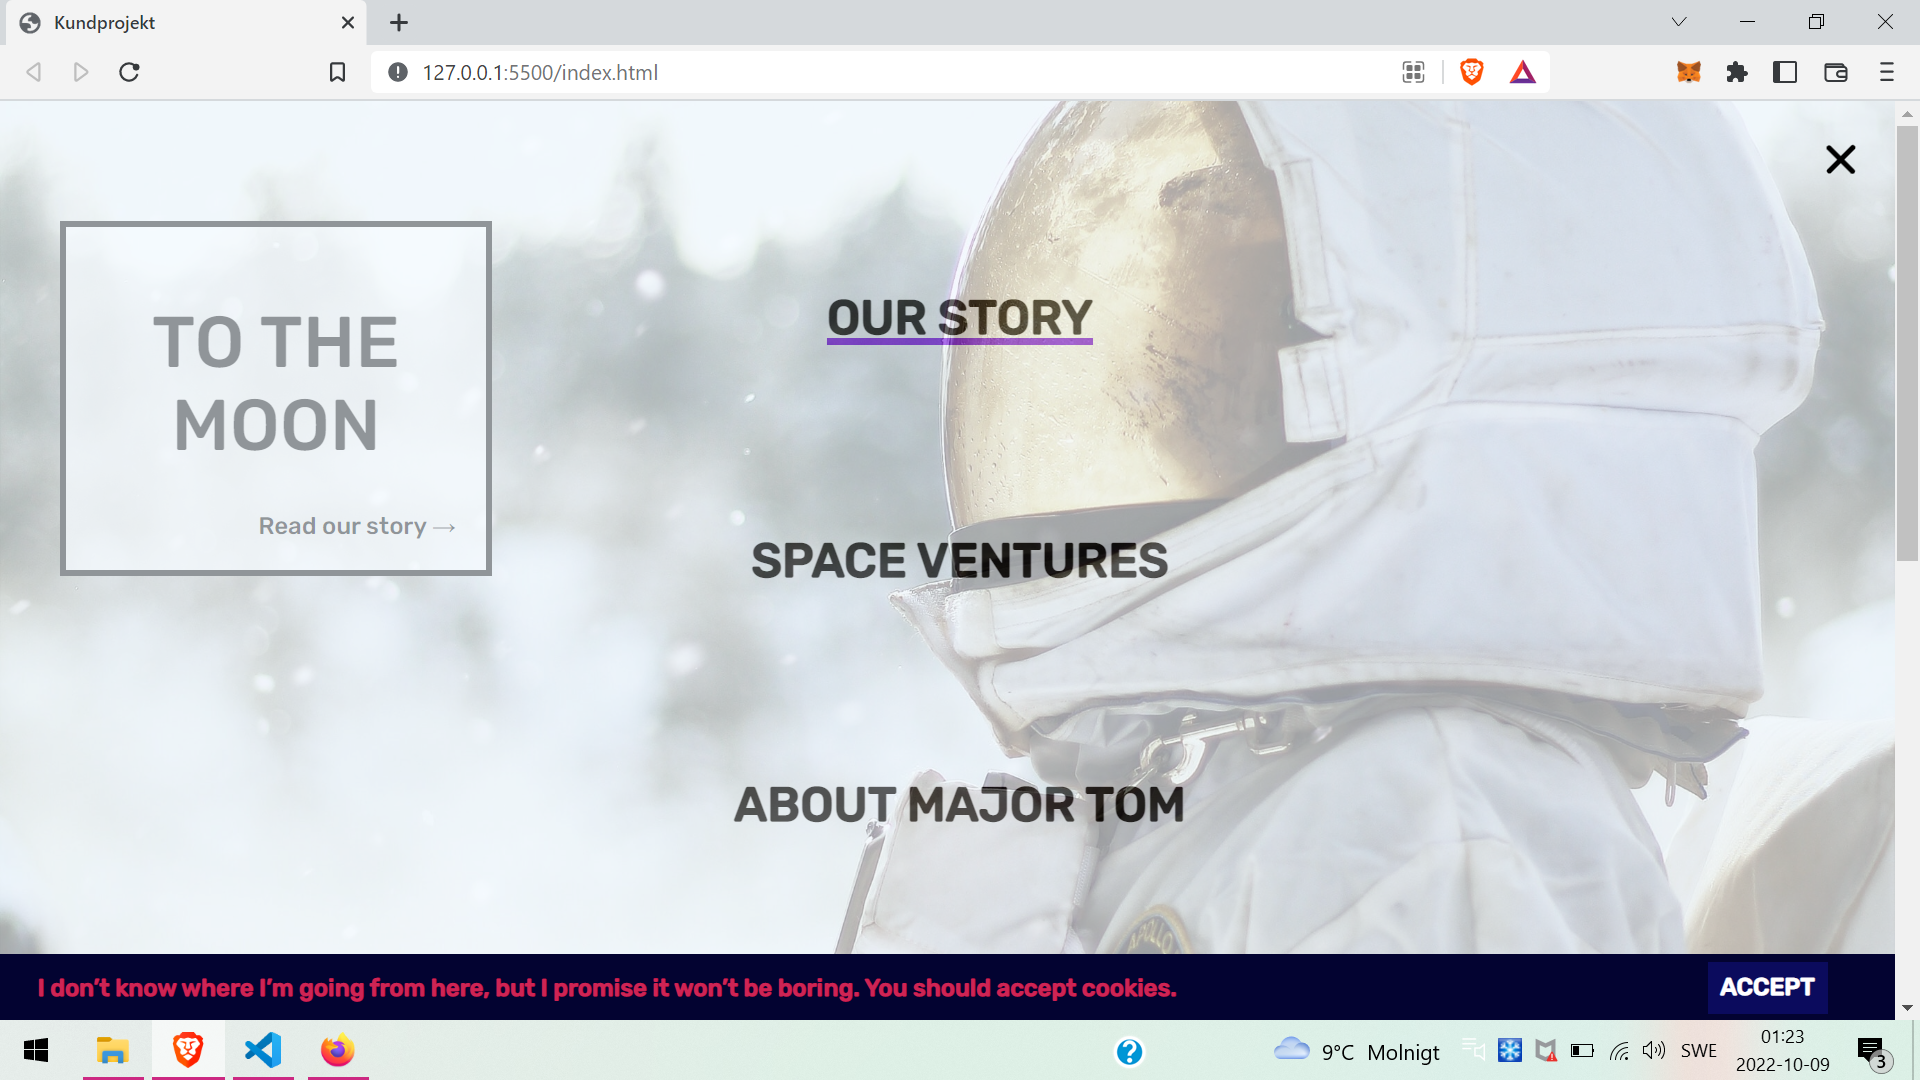 Kundprojekt
127.0.0.1:5500/index.html
TO THE
MOON
Read our story →
OUR STORY
SPACE VENTURES
ABOUT MAJOR TOM
APOLLO
I don’t know where I’m going from here, but I promise it won’t be boring. You should accept cookies.
ACCEPT
9°C Molnigt
SWE
01:23
2022-10-09
3